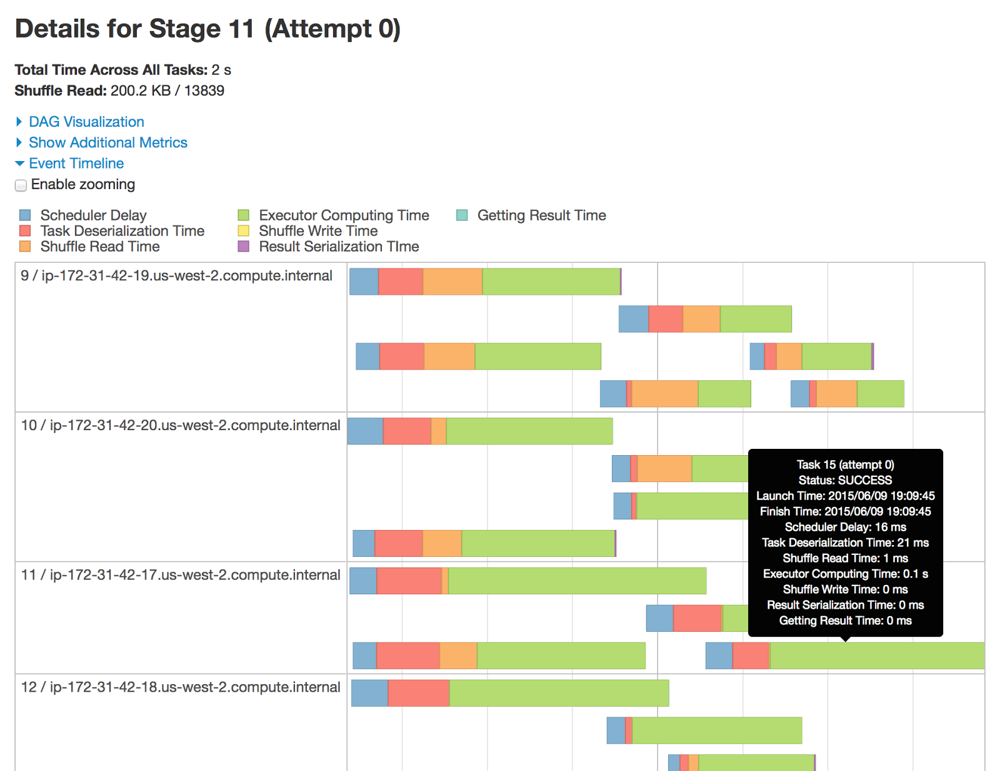 Details for Stage 11 (Attempt 0)
Total Time Across All Tasks: 2 s
Shuffle Read: 200.2 KB / 13839
DAG Visualization
Show Additional Metrics
Event Timeline
Enable zooming
Scheduler Delay
Task Deserialization Time
Shuffle Read Time
Executor Computing Time
Shuffle Write Time
Result Serialization TIme
Getting Result Time
9 / ip-172-31-42-19.us-west-2.compute.internal
10 / ip-172-31-42-20.us-west-2.compute.internal
Task 15 (attempt 0)
Status: SUCCESS
Launch Time: 2015/06/09 19:09:45
Finish Time: 2015/06/09 19:09:45
Scheduler Delay: 16 ms
Task Deserialization Time: 21 ms
Shuffle Read Time: 1 ms
Executor Computing Time: 0.1 s
Shuffle Write Time: 0 ms
Result Serialization Time: 0 ms
Getting Result Time: 0 ms
11 / ip-172-31-42-17.us-west-2.compute.internal
12 / ip-172-31-42-18.us-west-2.compute.internal